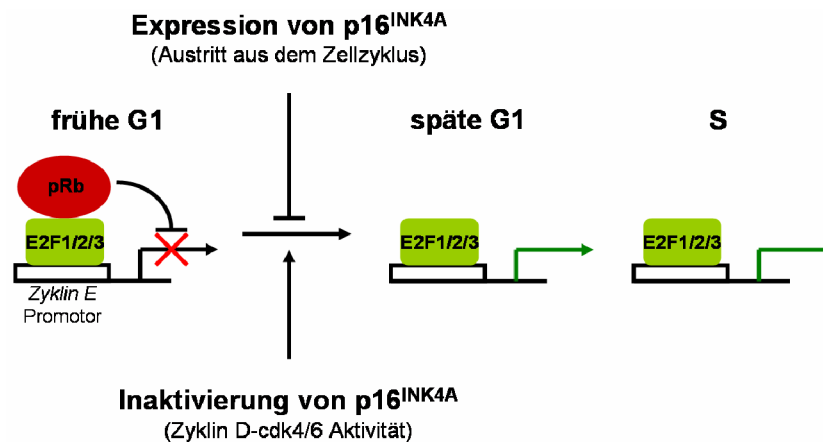 Expression von p16INK4A
(Austritt aus dem Zellzyklus)
frühe G1
späte G1
S
pRb
E2F1/2/3
E2F1/2/3
E2F1/2/3
Zyklin E
Promotor
Inaktivierung von p16INK4A
(Zyklin D-cdk4/6 Aktivität)